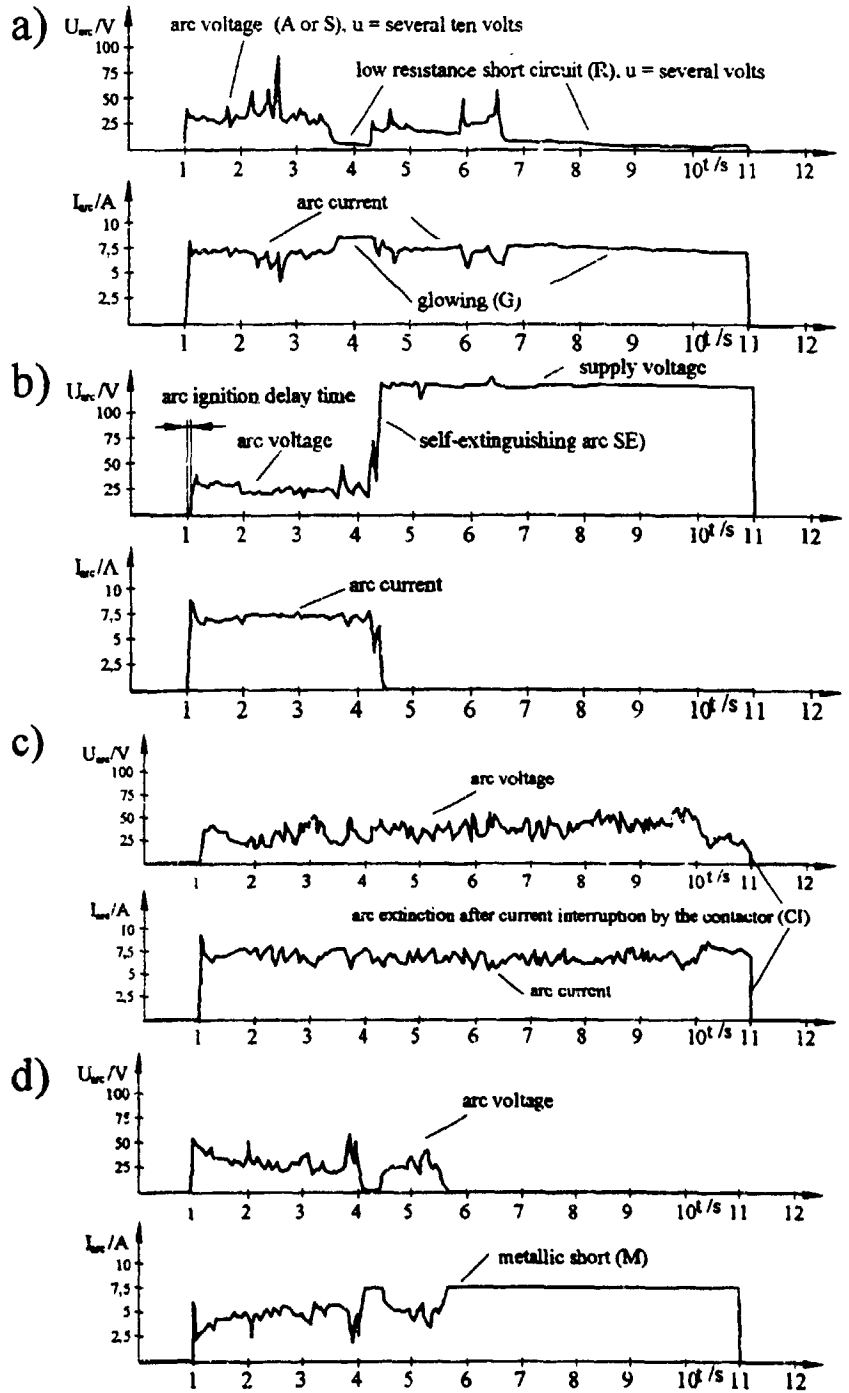 a)
U arc /V
arc voltage (A or S), u = several ten volts
low resistance short circuit (R), u = several volts
100
75
50
25
1 2 3 4 5 6 7 8 9 10 t /s 11 12
I arc /A
arc current
10
7,5
5
2,5
glowing (G)
1 2 3 4 5 6 7 8 9 10 t /s 11 12
b)
U arc /V
supply voltage
arc ignition delay time
100
75
50
25
arc voltage
self-extinguishing arc SE)
1 2 3 4 5 6 7 8 9 10 t /s 11 12
I arc /A
arc current
10
7,5
5
2,5
1 2 3 4 5 6 7 8 9 10 t /s 11 12
c)
U arc /V
arc voltage
100
75
50
25
1 2 3 4 5 6 7 8 9 10 t /s 11 12
I arc /A
arc extinction after current interruption by the contactor (CI)
10
7,5
5
2,5
arc current
1 2 3 4 5 6 7 8 9 10 t /s 11 12
d)
U arc /V
arc voltage
100
75
50
25
1 2 3 4 5 6 7 8 9 10 t /s 11 12
I arc /A
metallic short (M)
10
7,5
5
2,5
1 2 3 4 5 6 7 8 9 10 t /s 11 12